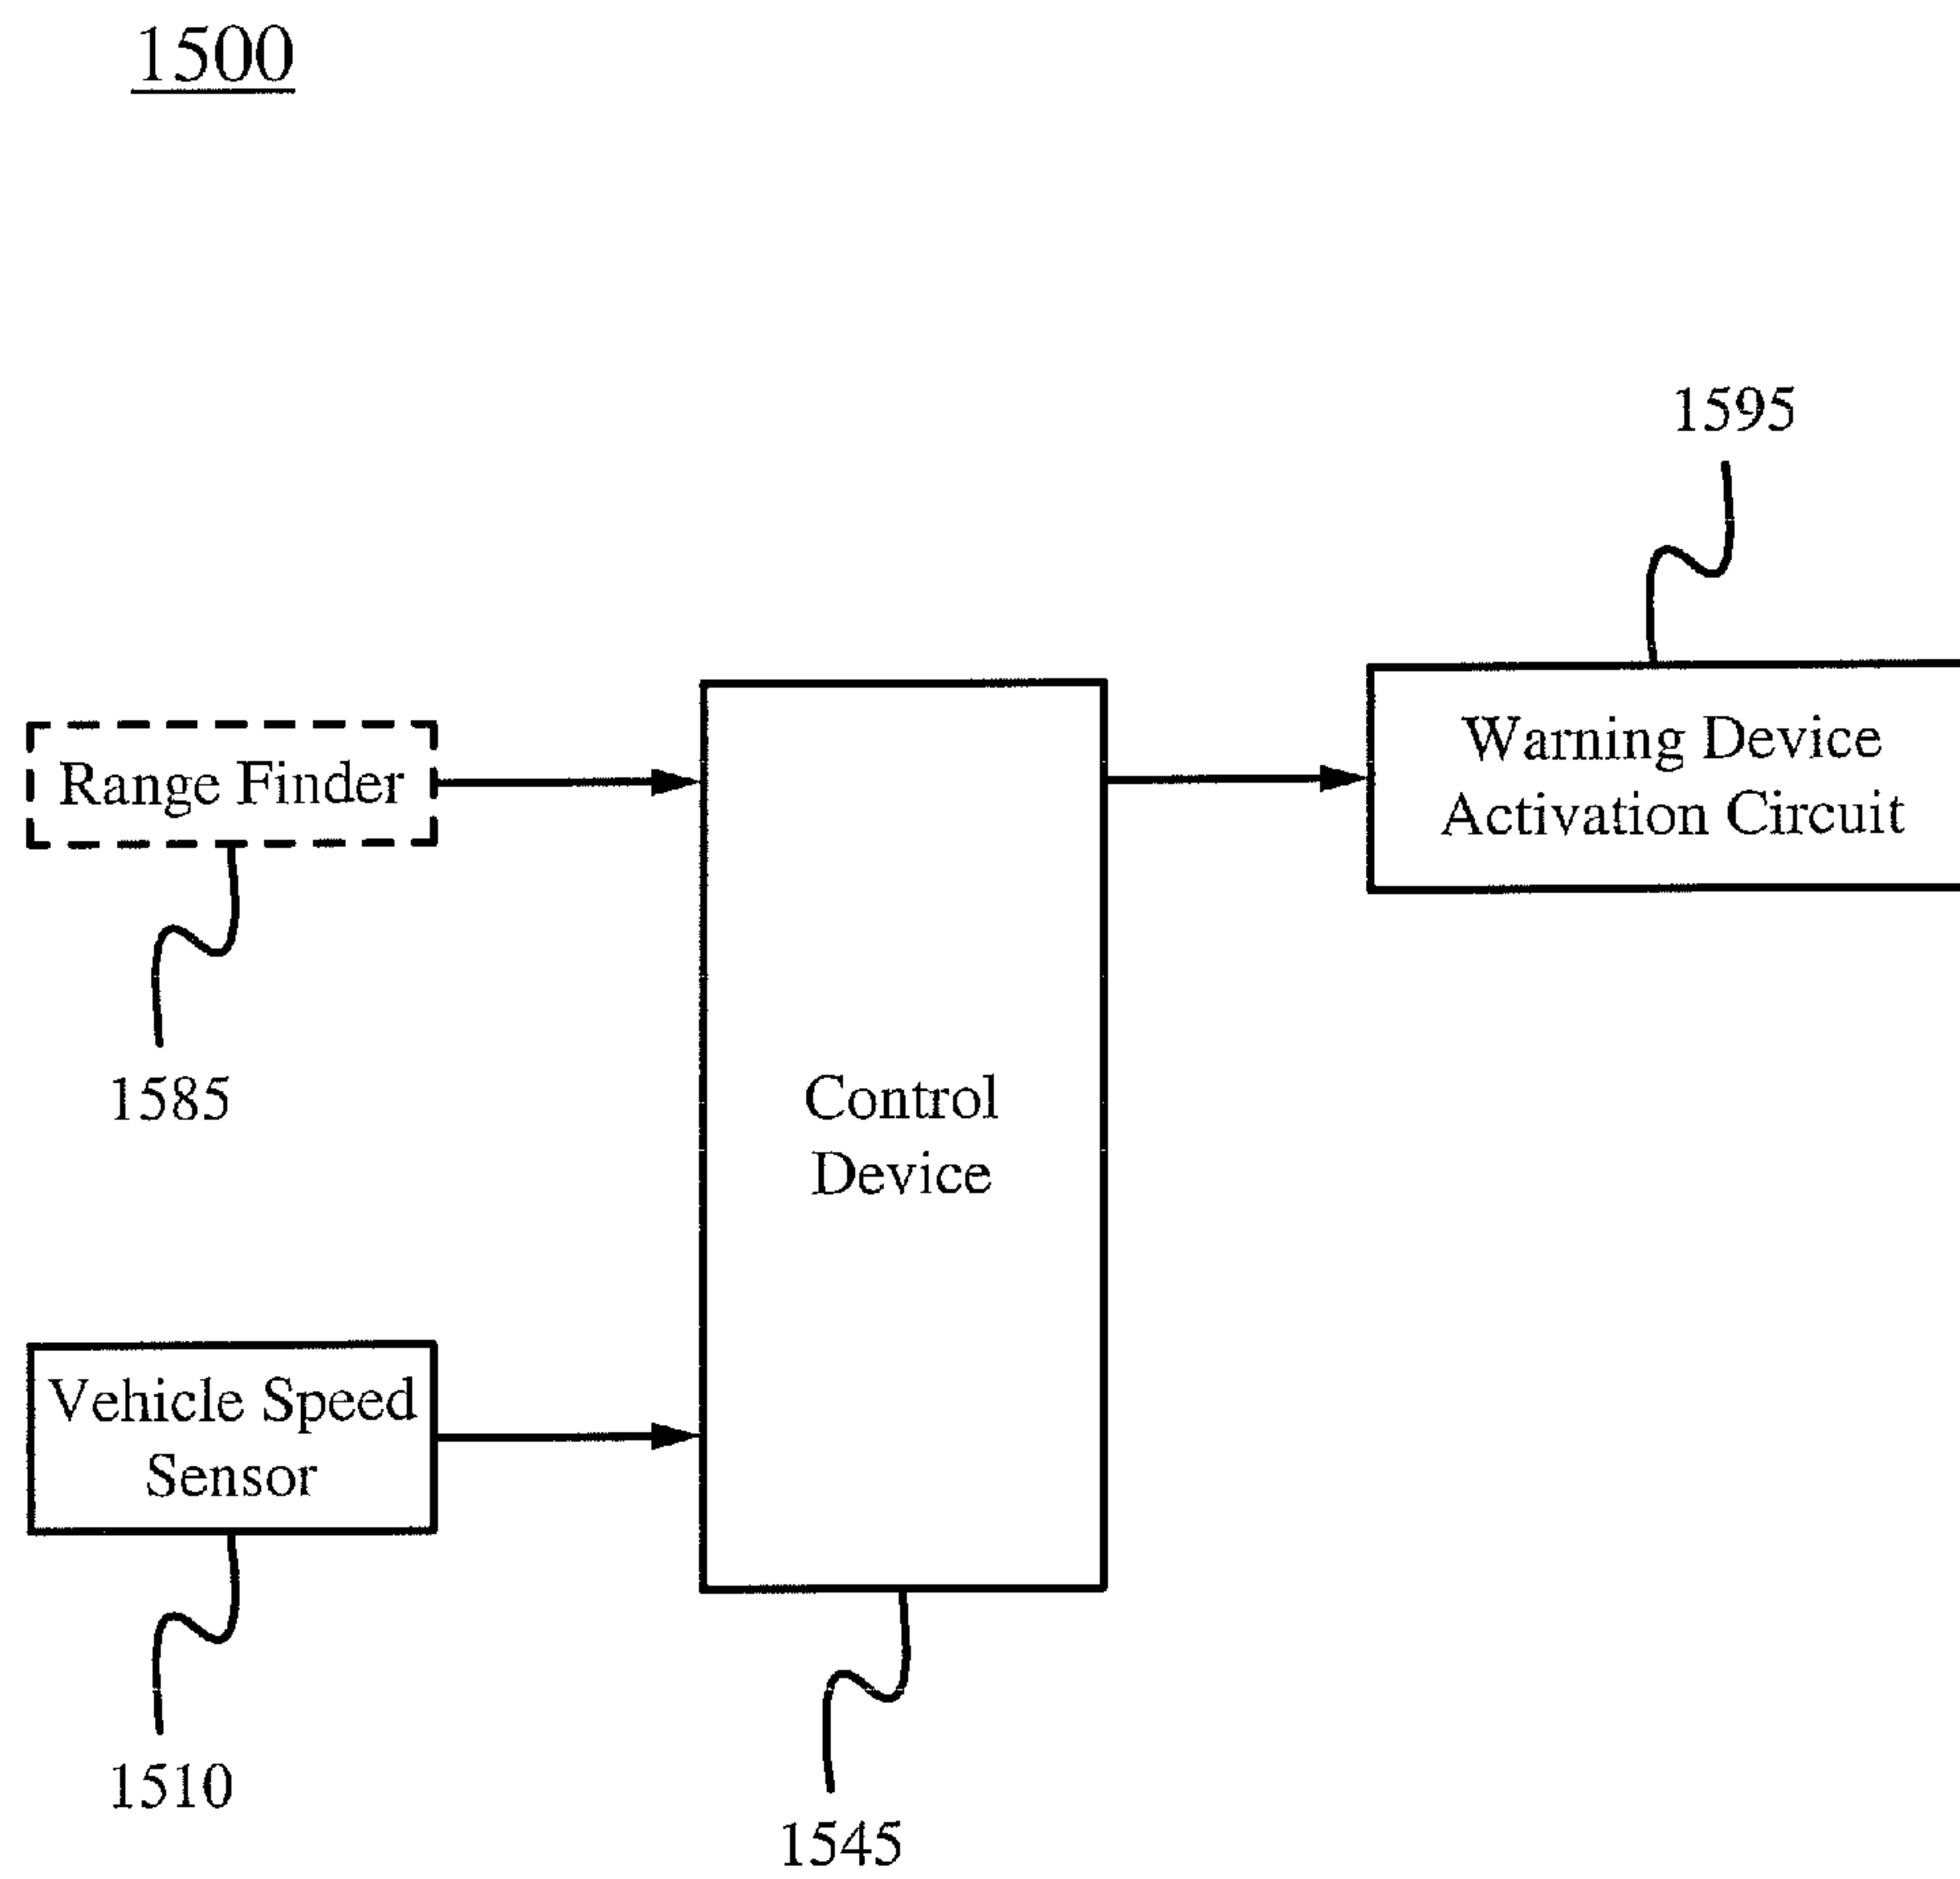 1500
1595
Warning Device
Activation Circuit
Range Finder
1585
Control
Device
Vehicle Speed
Sensor
1510
1545